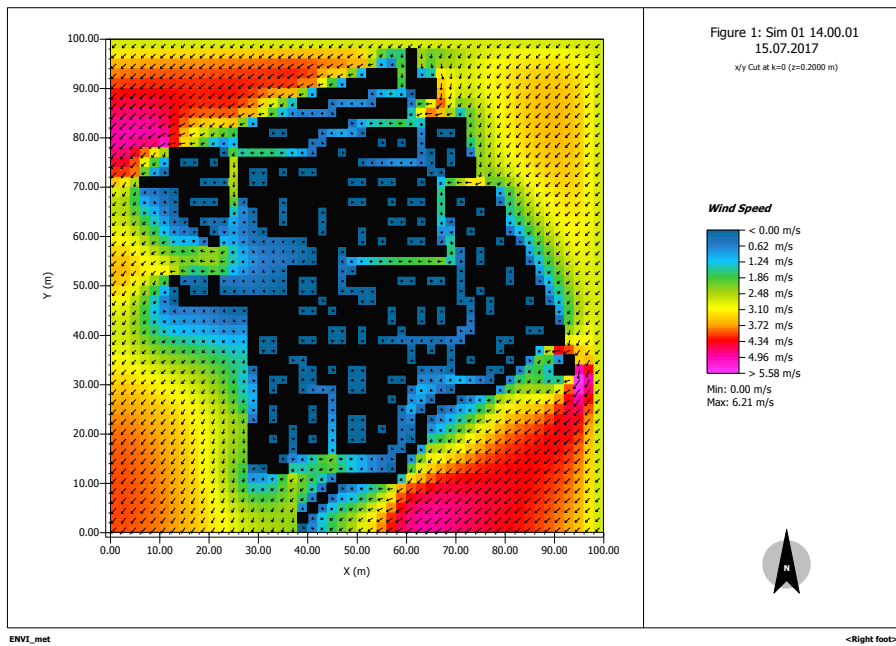 Figure 1: Sim 01 14.00.01
15.07.2017
x/y Cut at k=0 (z=0.2000 m)
100.00
90.00
80.00
70.00
60.00
50.00
40.00
30.00
20.00
10.00
0.00
Y (m)
0.00 10.00 20.00 30.00 40.00 50.00 60.00 70.00 80.00 90.00 100.00
X (m)
Wind Speed
< 0.00 m/s
0.62 m/s
1.24 m/s
1.86 m/s
2.48 m/s
3.10 m/s
3.72 m/s
4.34 m/s
4.96 m/s
> 5.58 m/s
Min: 0.00 m/s
Max: 6.21 m/s
N
ENVI_met
<Right foot>